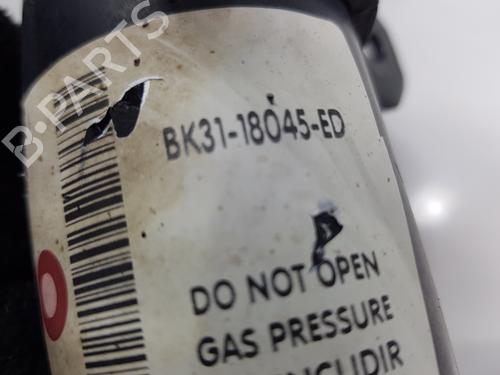 B-PARTS
BK31-18045-ED
DO NOT OPEN
GAS PRESSURE